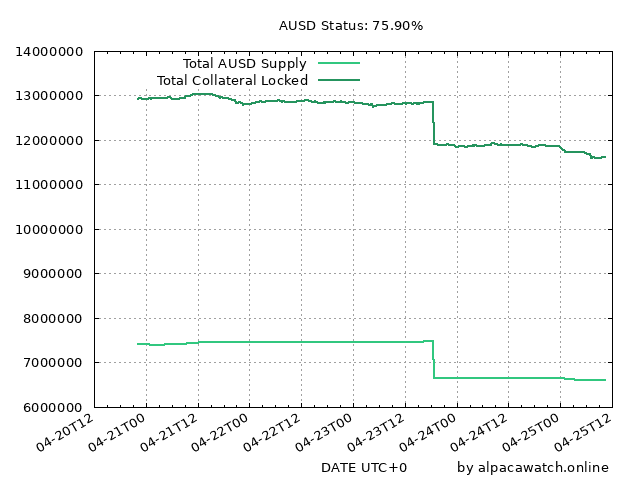 AUSD Status: 75.90%
14000000
Total AUSD Supply
Total Collateral Locked
13000000
12000000
11000000
10000000
9000000
8000000
7000000
6000000
04-20T12 04-21T00 04-21T12 04-22T00 04-22T12 04-23T00 04-23T12 04-24T00 04-24T12 04-25T00 04-25T12
DATE UTC+0 by alpacawatch.online